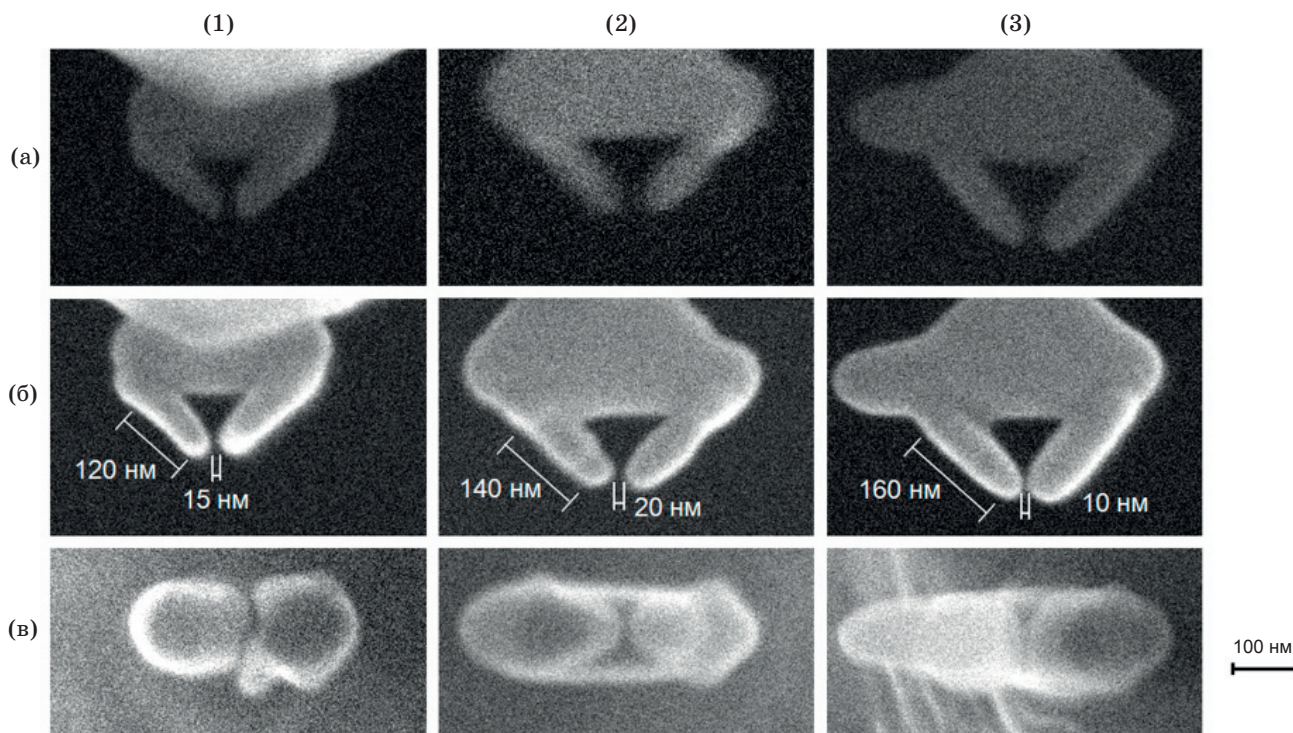 (1) (2) (3)
(а)
(б)
120 нм
15 нм
140 нм
20 нм
160 нм
10 нм
(в)
100 нм